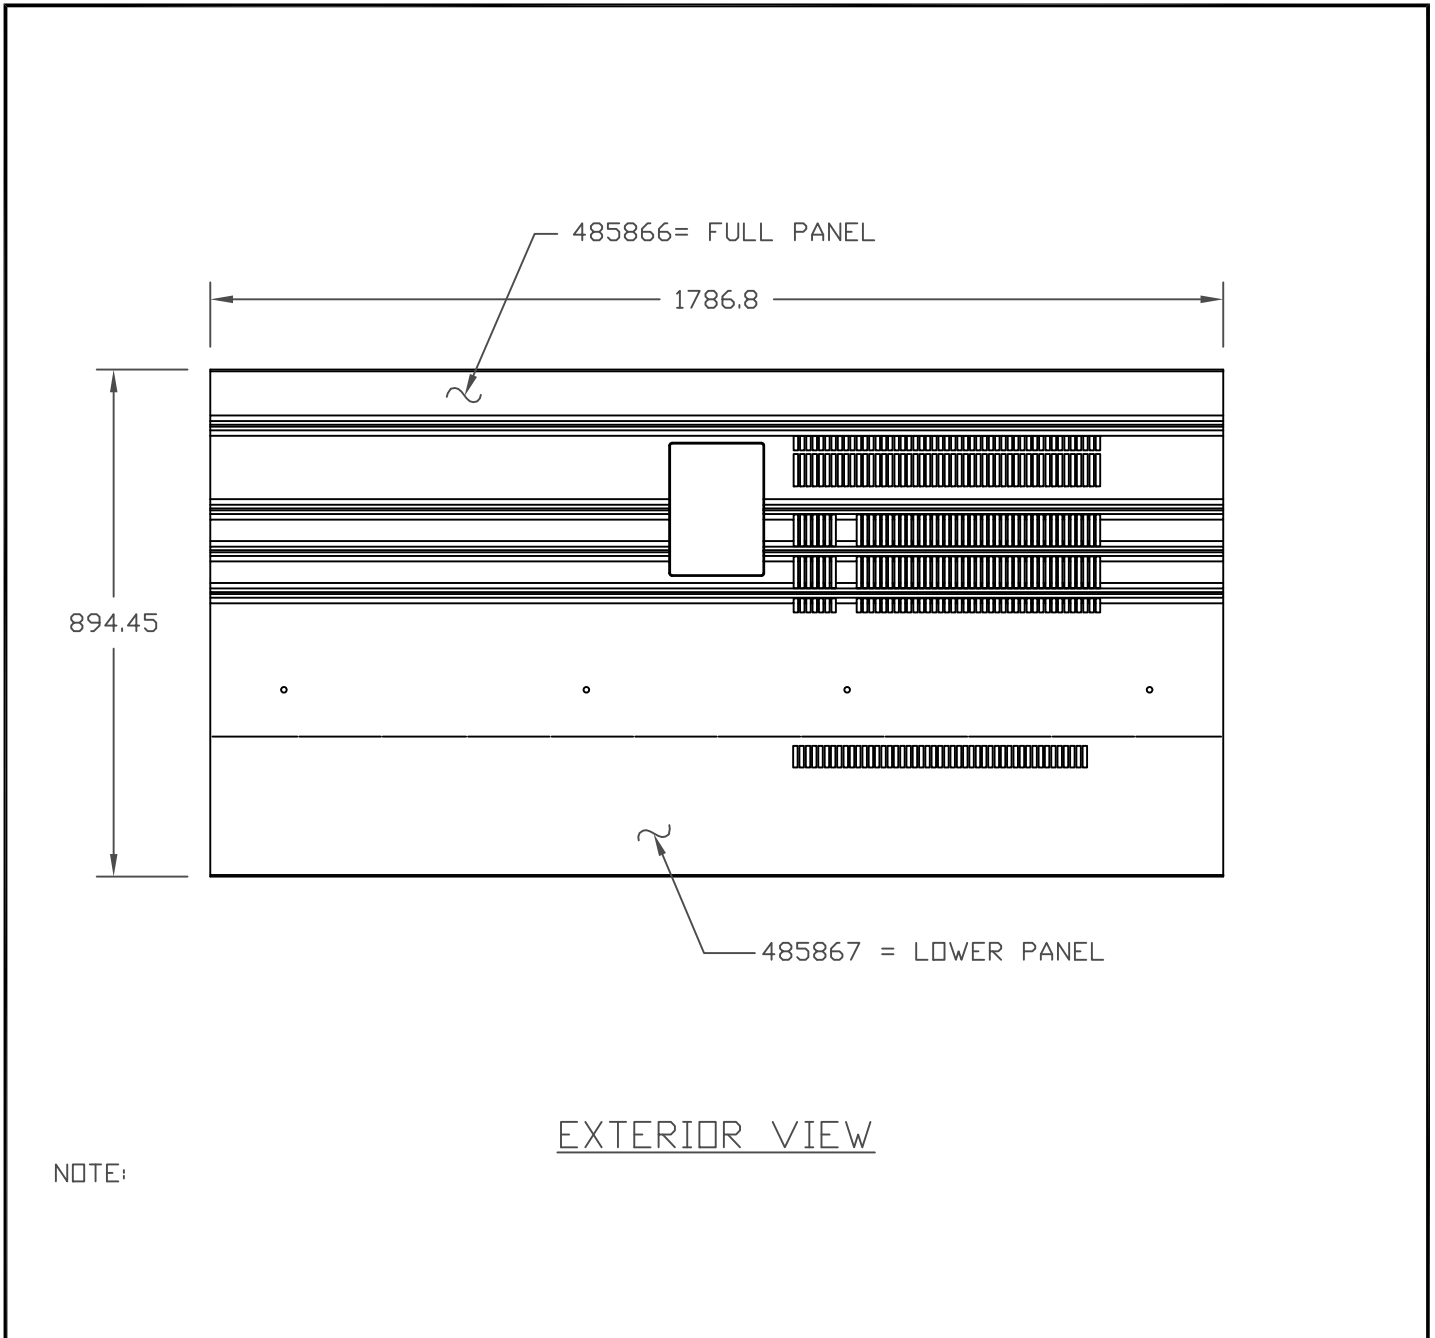 485866= FULL PANEL
1786.8
894.45
485867 = LOWER PANEL
EXTERIOR VIEW
NOTE: